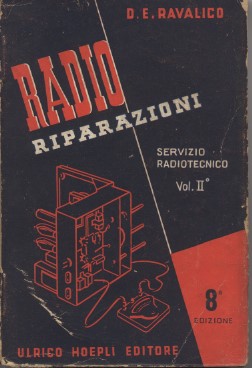 D. E. RAVALICO
RADIO
RIPARAZIONI
SERVIZIO
RADIOTECNICO
Vol. II°
8ª
EDIZIONE
ULRICO HOEPLI EDITORE